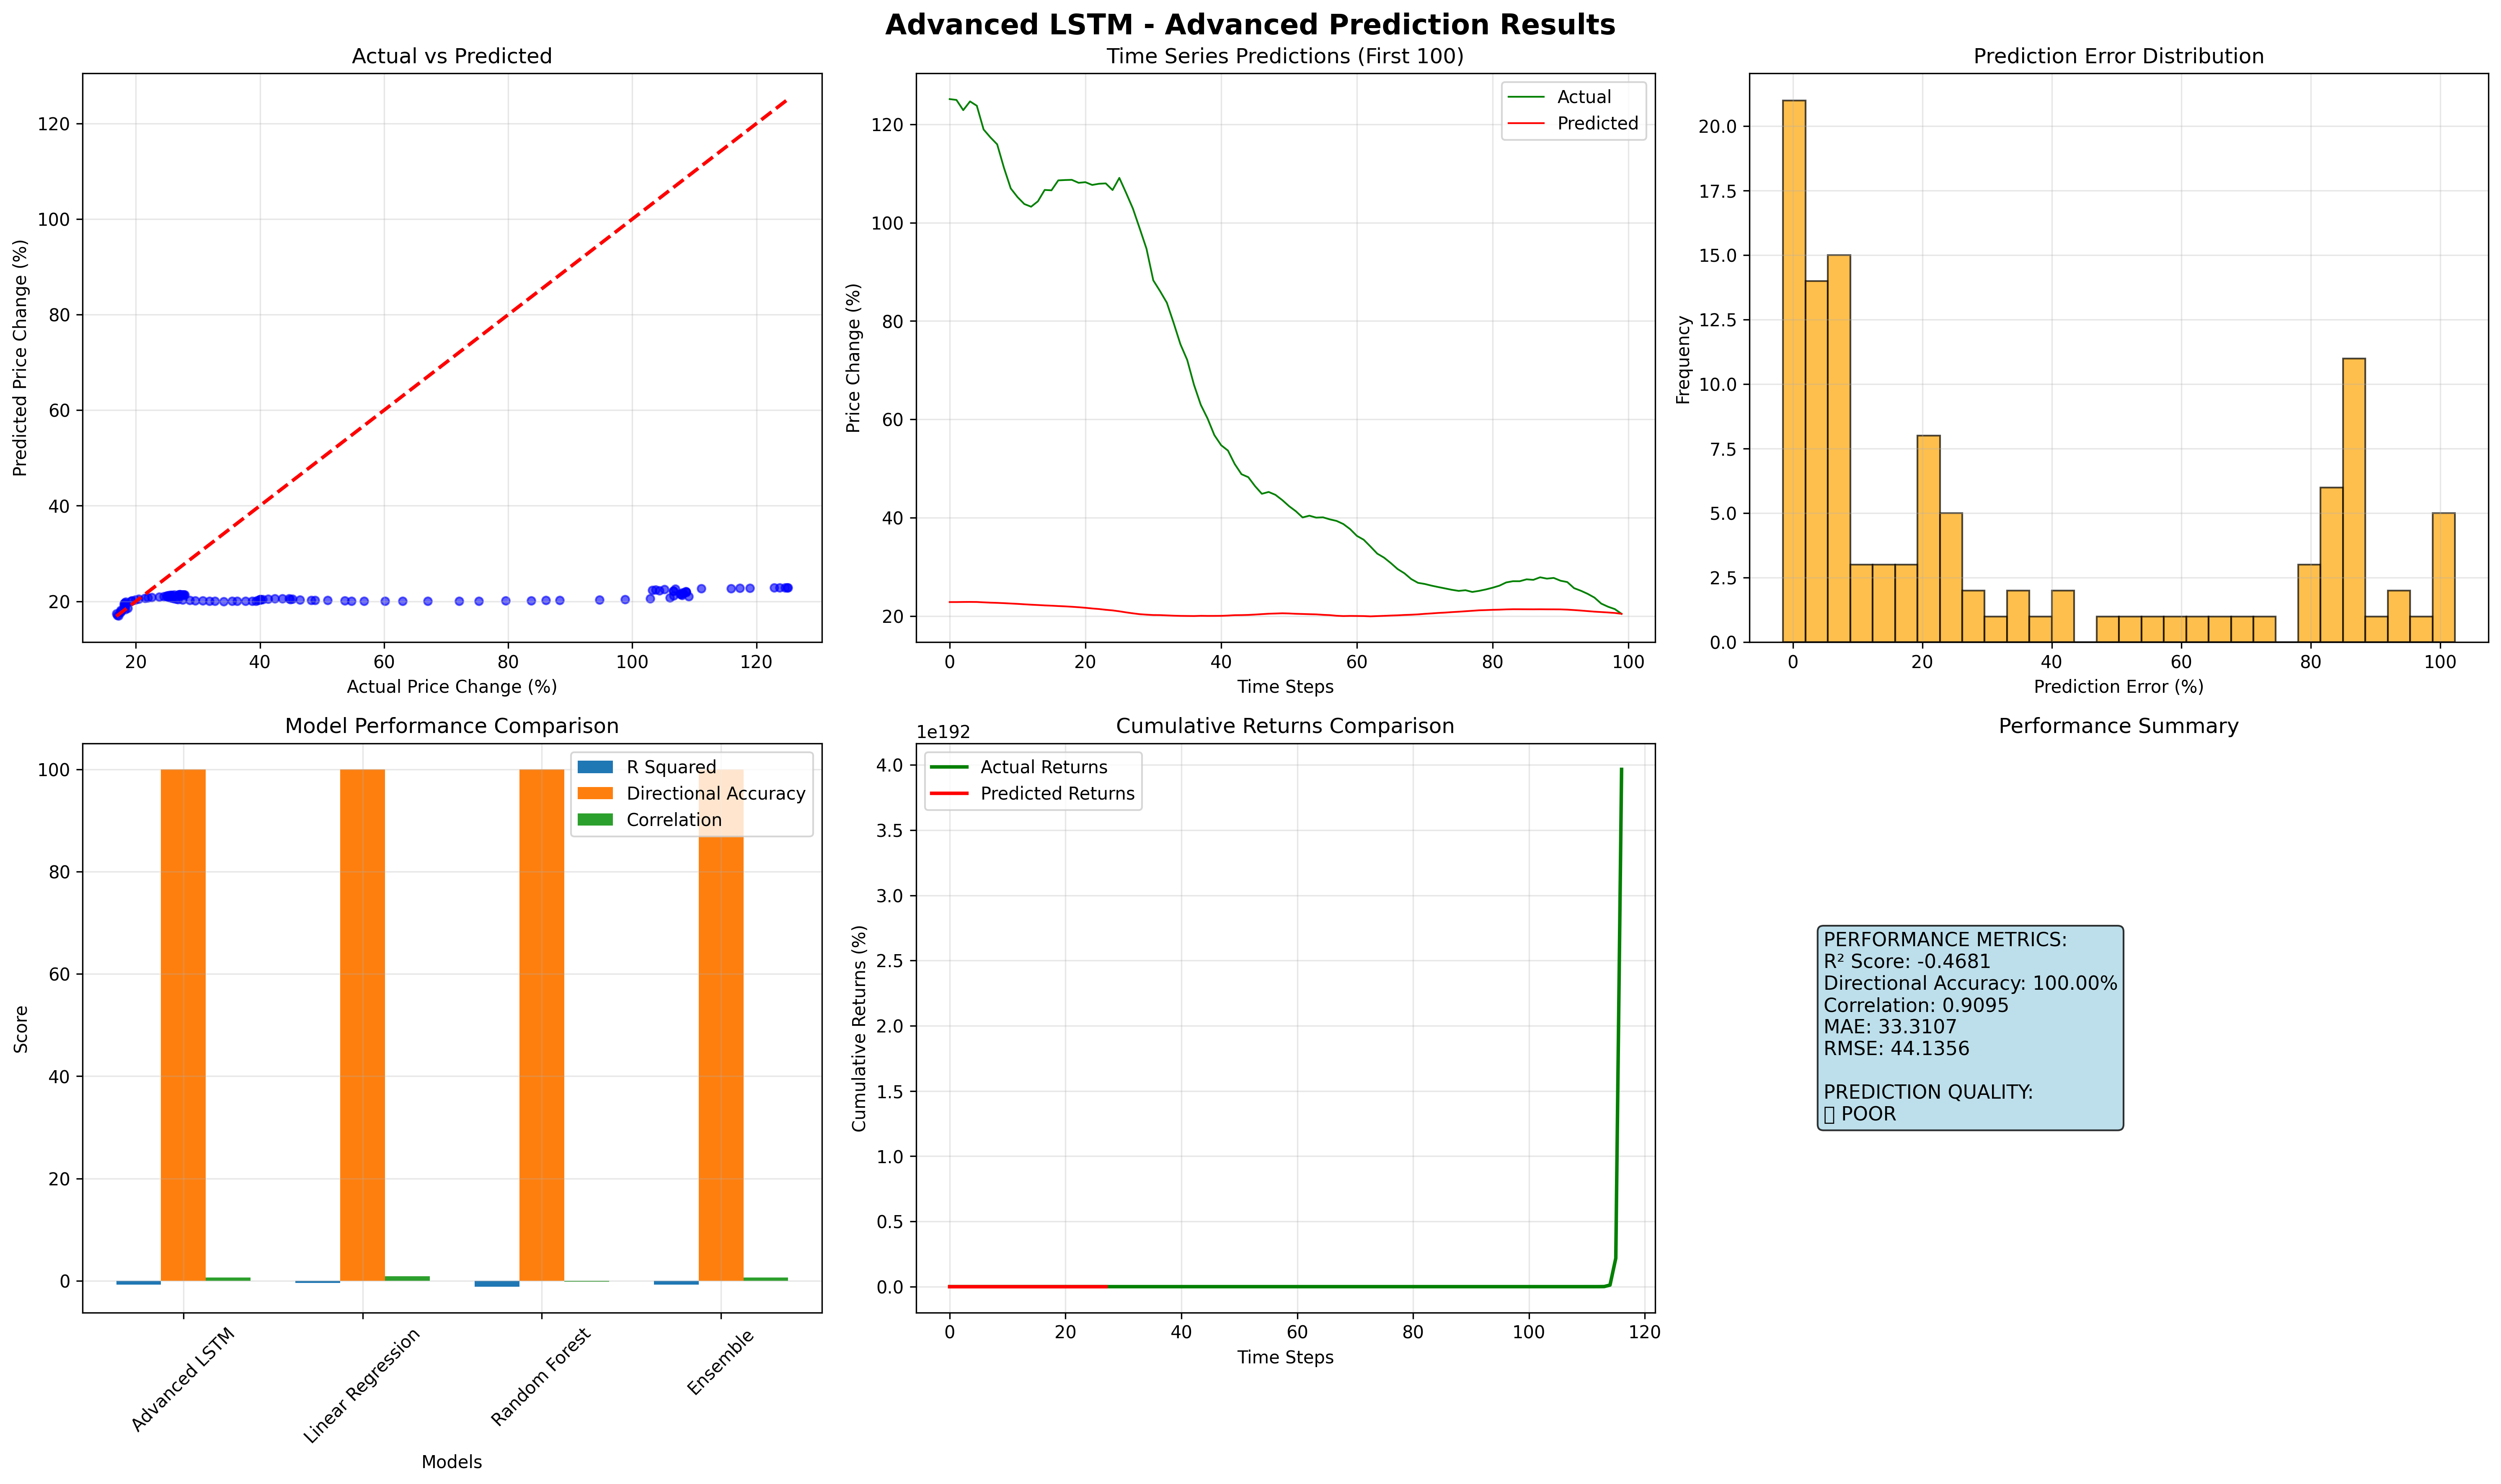 Advanced LSTM - Advanced Prediction Results
Actual vs Predicted
120
100
80
60
40
20
Predicted Price Change (%)
20 40 60 80 100 120
Actual Price Change (%)
Time Series Predictions (First 100)
Actual
Predicted
120
100
80
60
40
20
Price Change (%)
0 20 40 60 80 100
Time Steps
Prediction Error Distribution
20.0
17.5
15.0
12.5
10.0
7.5
5.0
2.5
0.0
Frequency
0 20 40 60 80 100
Prediction Error (%)
Model Performance Comparison
R Squared
Directional Accuracy
Correlation
100
80
60
40
20
0
Score
Advanced LSTM
Linear Regression
Random Forest
Ensemble
Models
Cumulative Returns Comparison
1e192
Actual Returns
Predicted Returns
4.0
3.5
3.0
2.5
2.0
1.5
1.0
0.5
0.0
Cumulative Returns (%)
0 20 40 60 80 100 120
Time Steps
Performance Summary
PERFORMANCE METRICS:
R² Score: -0.4681
Directional Accuracy: 100.00%
Correlation: 0.9095
MAE: 33.3107
RMSE: 44.1356
PREDICTION QUALITY:
POOR